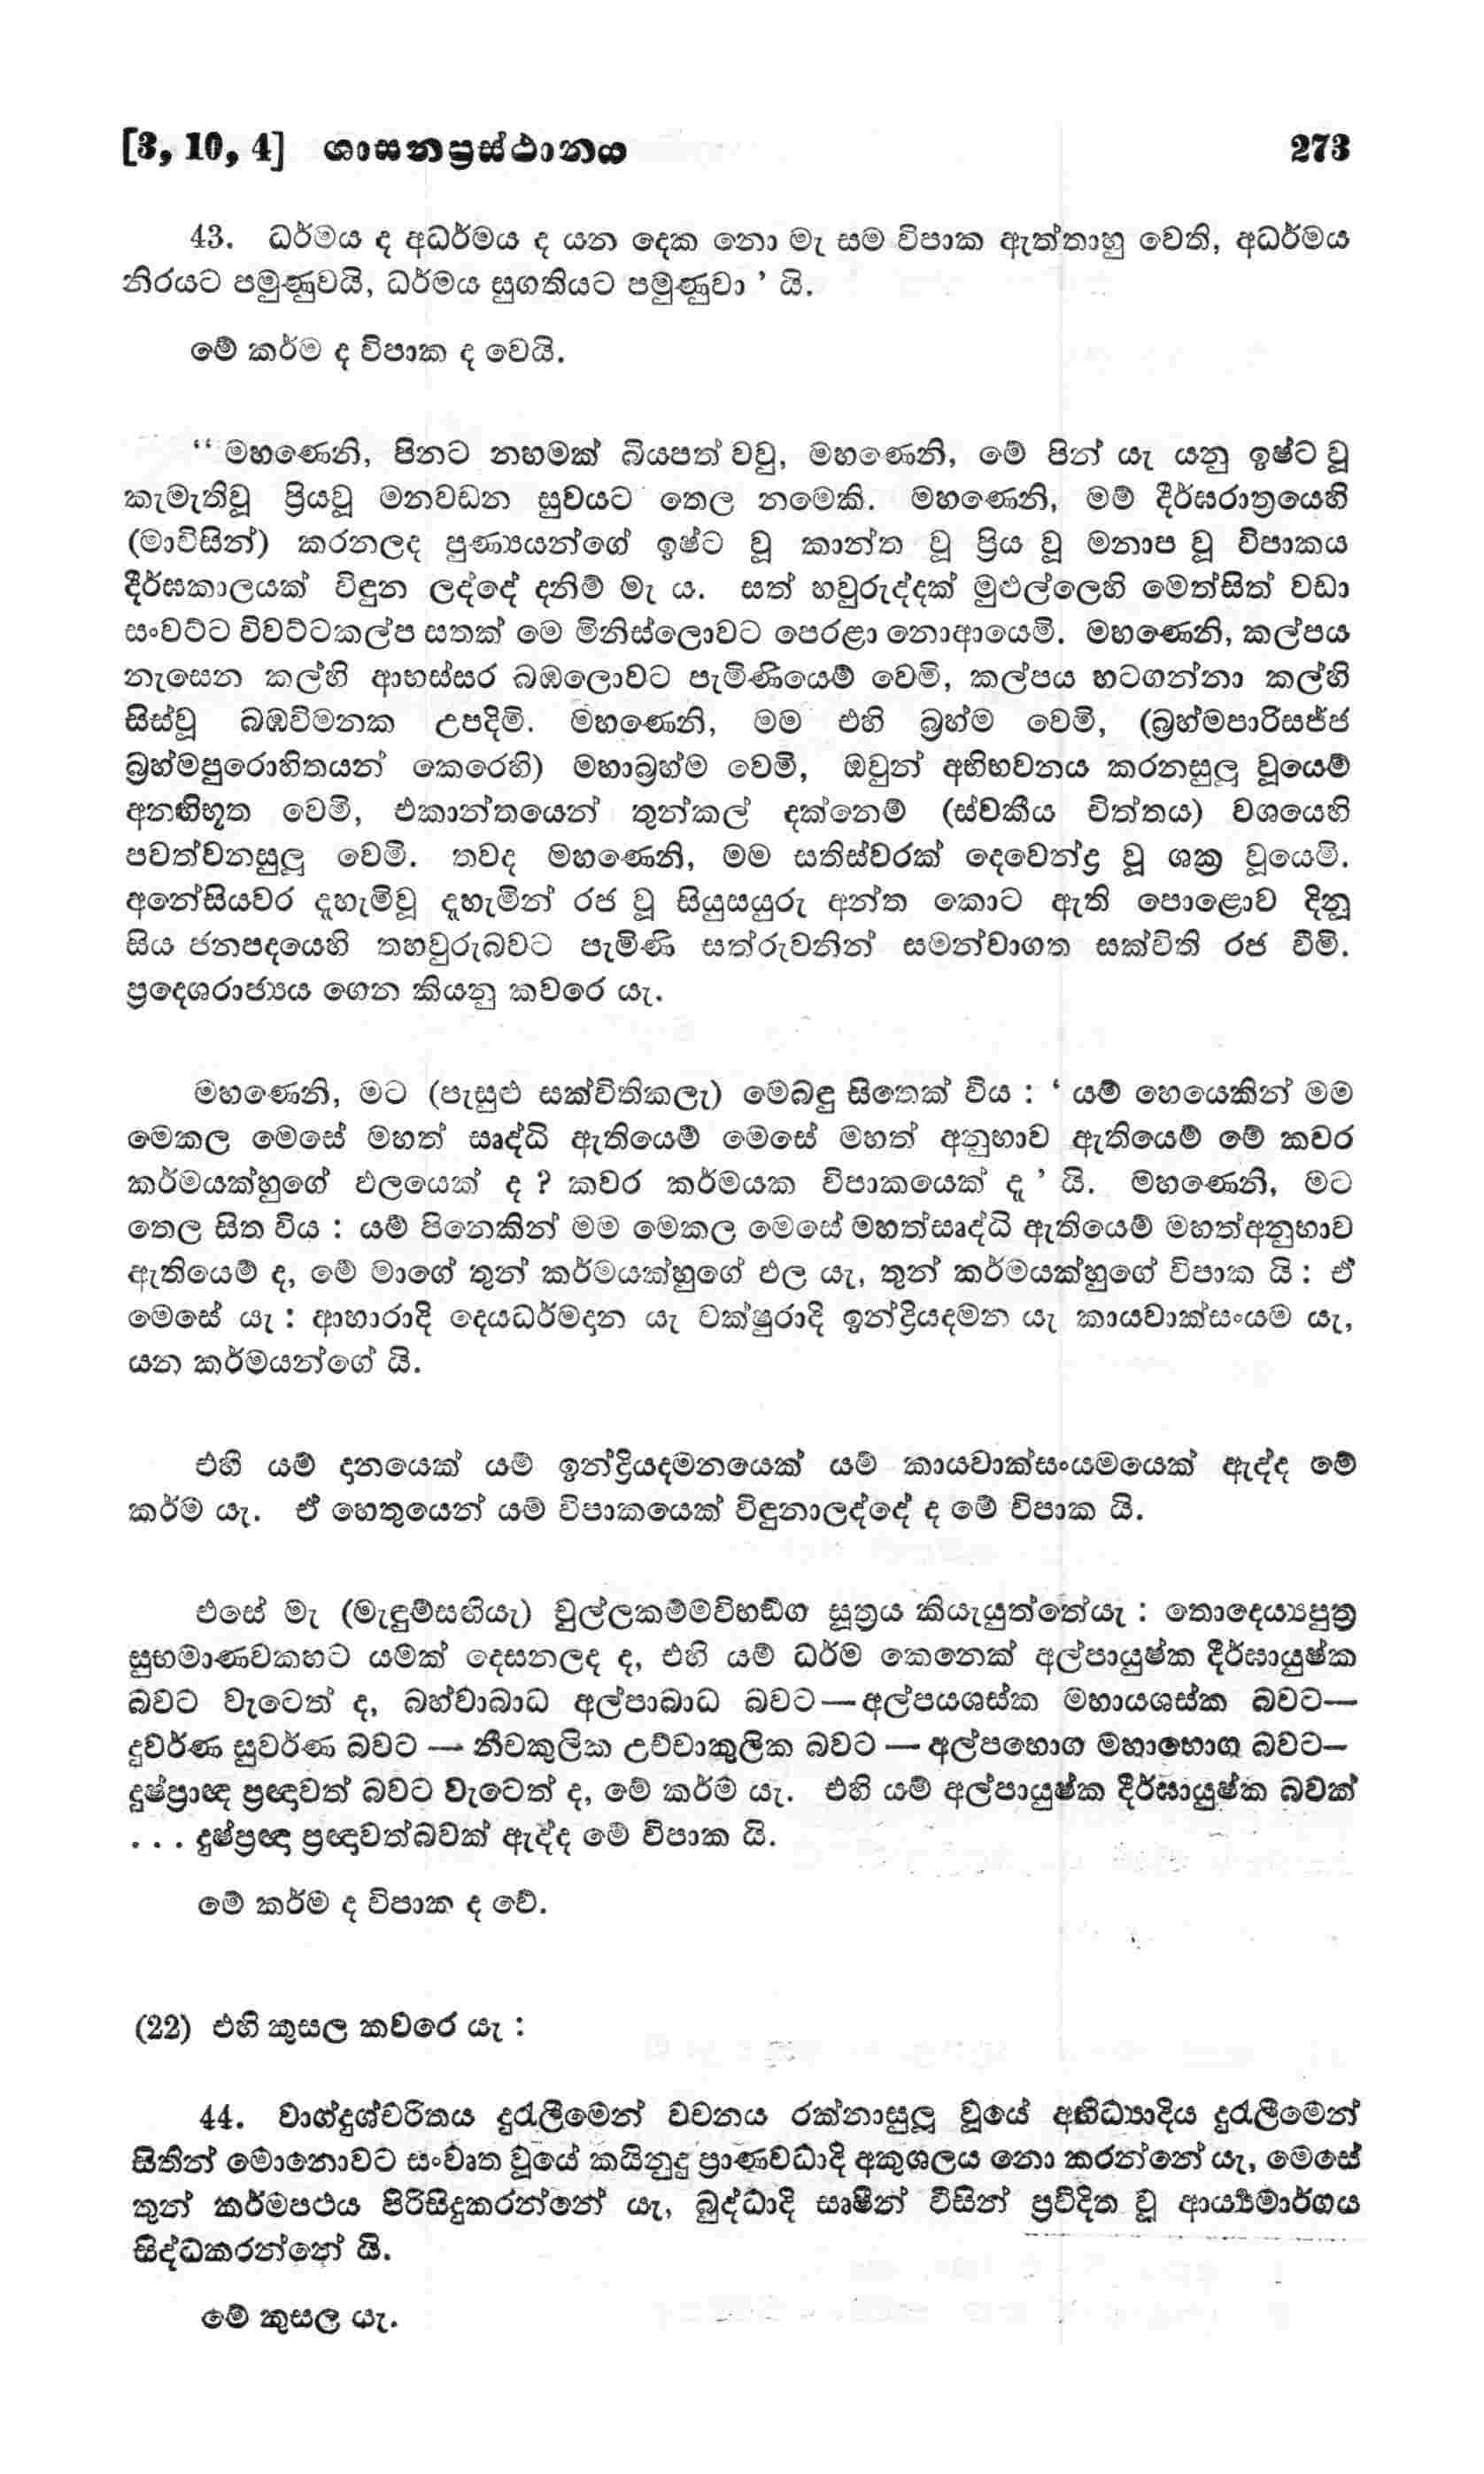 [3, 10, 4] ශාසනප්‍රස්ථානය 273
43. ධර්මය ද අධර්මය ද යන දෙක නො මැ සම විපාක ඇත්තාහු වෙති, අධර්මය
නිරයට පමුණුවයි, ධර්මය සුගතියට පමුණුවා ’ යි.
මේ කර්ම ද විපාක ද වෙයි.
“ මහණෙනි, පිනට නහමක් බියපත් වවු, මහණෙනි, මේ පින් යැ යනු ඉෂ්ට වූ
කැමැතිවූ ප්‍රියවූ මනවඩන සුවයට තෙල නමෙකි. මහණෙනි, මම් දීර්ඝරාත්‍රයෙහි
(මාවිසින්) කරනලද පුණ්‍යයන්ගේ ඉෂ්ට වූ කාන්ත වූ ප්‍රිය වූ මනාප වූ විපාකය
දීර්ඝකාලයක් විඳුන ලද්දේ දනිම් මැ ය. සත් හවුරුද්දක් මුළුල්ලෙහි මෙත්සිත් වඩා
සංවට්ට විවට්ටකල්ප සතක් මෙ මිනිස්ලොවට පෙරළා නොආයෙමි. මහණෙනි, කල්පය
නැසෙන කල්හි ආභස්සර බඹලොවට පැමිණියෙම් වෙමි, කල්පය හටගන්නා කල්හි
සිස්වූ බඹවිමනක උපදිමි. මහණෙනි, මම එහි බ්‍රහ්ම වෙමි, (බ්‍රහ්මපාරිසජ්ජ
බ්‍රහ්මපුරොහිතයන් කෙරෙහි) මහාබ්‍රහ්ම වෙමි, ඔවුන් අභිභවනය කරනසුලු වූයෙම්
අනභිභූත වෙමි, එකාන්තයෙන් තුන්කල් දක්නෙම් (ස්වකීය චිත්තය) වශයෙහි
පවත්වනසුලු වෙමි. තවද මහණෙනි, මම සතිස්වරක් දෙවෙන්ද්‍ර වූ ශක්‍ර වූයෙමි.
අනේසියවර දැහැමිවූ දැහැමින් රජ වූ සියුසයුරු අන්ත කොට ඇති පොළොව දිනූ
සිය ජනපදයෙහි තහවුරුබවට පැමිණි සත්රුවනින් සමන්වාගත සක්විති රජ වීමි.
ප්‍රදෙශරාජ්‍යය ගෙන කියනු කවරෙ යැ.
මහණෙනි, මට (පැසුළු සක්විතිකලැ) මෙබඳු සිතෙක් විය : ‘ යම් හෙයෙකින් මම
මෙකල මෙසේ මහත් සෘද්ධි ඇතියෙම් මෙසේ මහත් අනුභාව ඇතියෙම් මේ කවර
කර්මයක්හුගේ ඵලයෙක් ද ? කවර කර්මයක විපාකයෙක් දැ ’ යි. මහණෙනි, මට
තෙල සිත විය : යම් පිනෙකින් මම මෙකල මෙසේ මහත්සෘද්ධි ඇතියෙම් මහත්අනුභාව
ඇතියෙම් ද, මේ මාගේ තුන් කර්මයක්හුගේ ඵල යැ, තුන් කර්මයක්හුගේ විපාක යි : ඒ
මෙසේ යැ : ආහාරාදි දෙයධර්මදාන යැ චක්ෂුරාදි ඉන්ද්‍රියදමන යැ කායවාක්සංයම යැ,
යන කර්මයන්ගේ යි.
එහි යම් දානයෙක් යම් ඉන්ද්‍රියදමනයෙක් යම් කායවාක්සංයමයෙක් ඇද්ද මේ
කර්ම යැ. ඒ හෙතුයෙන් යම් විපාකයෙක් විඳුනාලද්දේ ද මේ විපාක යි.
එසේ මැ (මැඳුම්සඟියැ) චුල්ලකම්මවිභඞ්ග සූත්‍රය කියැයුත්තේයැ : තොදෙය්‍යපුත්‍ර
සුභමාණවකහට යමක් දෙසනලද ද, එහි යම් ධර්ම කෙනෙක් අල්පායුෂ්ක දීර්ඝායුෂ්ක
බවට වැටෙත් ද, බහ්වාබාධ අල්පාබාධ බවට—අල්පයශස්ක මහායශස්ක බවට—
දුර්වර්ණ සුවර්ණ බවට — නීචකුලික උච්චාකුලික බවට — අල්පභොග මහාභොග බවට—
දුෂ්ප්‍රාඥ ප්‍රඥාවත් බවට වැටෙත් ද, මේ කර්ම යැ. එහි යම් අල්පායුෂ්ක දීර්ඝායුෂ්ක බවක්
. . . දුෂ්ප්‍රඥා ප්‍රඥාවත්බවක් ඇද්ද මේ විපාක යි.
මේ කර්ම ද විපාක ද වේ.
(22) එහි කුසල කවරෙ යැ :
44. වාග්දුශ්චරිතය දුරැලීමෙන් වචනය රක්නාසුලු වූයේ අභිධ්‍යාදිය දුරැලීමෙන්
සිතින් මොනොවට සංවෘත වූයේ කයිනුදු ප්‍රාණවධාදි අකුශලය නො කරන්නේ යැ, මෙසේ
තුන් කර්මපථය පිරිසිදුකරන්නේ යැ, බුද්ධාදි සෘෂීන් විසින් ප්‍රවිදිත වූ ආර්‍ය්‍යමාර්ගය
සිද්ධකරන්නේ යි.
මේ කුසල යැ.